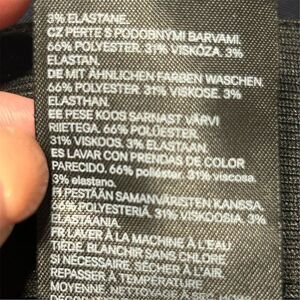 3% ELASTANE.
CZ PERTE S PODOBNÝMI BARVAMI.
66% POLYESTER. 31% VISKÓZA. 3%
ELASTAN.
DE MIT ÄHNLICHEN FARBEN WASCHEN.
66% POLYESTER. 31% VISKOSE. 3%
ELASTHAN.
EE PESE KOOS SARNAST VÄRVI
RIIETEGA. 66% POLÜESTER.
31% VISKOOS. 3% ELASTAAN.
ES LAVAR CON PRENDAS DE COLOR
PARECIDO. 66% poliéster. 31% viscosa.
3% elastano.
FI PESTÄÄN SAMANVÄRISTEN KANSSA.
66% POLYESTERIÄ. 31% VISKOOSIA. 3%
ELASTAANIA.
FR LAVER À LA MACHINE À L'EAU
TIÈDE. BLANCHIR SANS CHLORE
SI NÉCESSAIRE. SÉCHER À L'AIR.
REPASSER À TEMPÉRATURE
MOYENNE. NETTOYAGE À